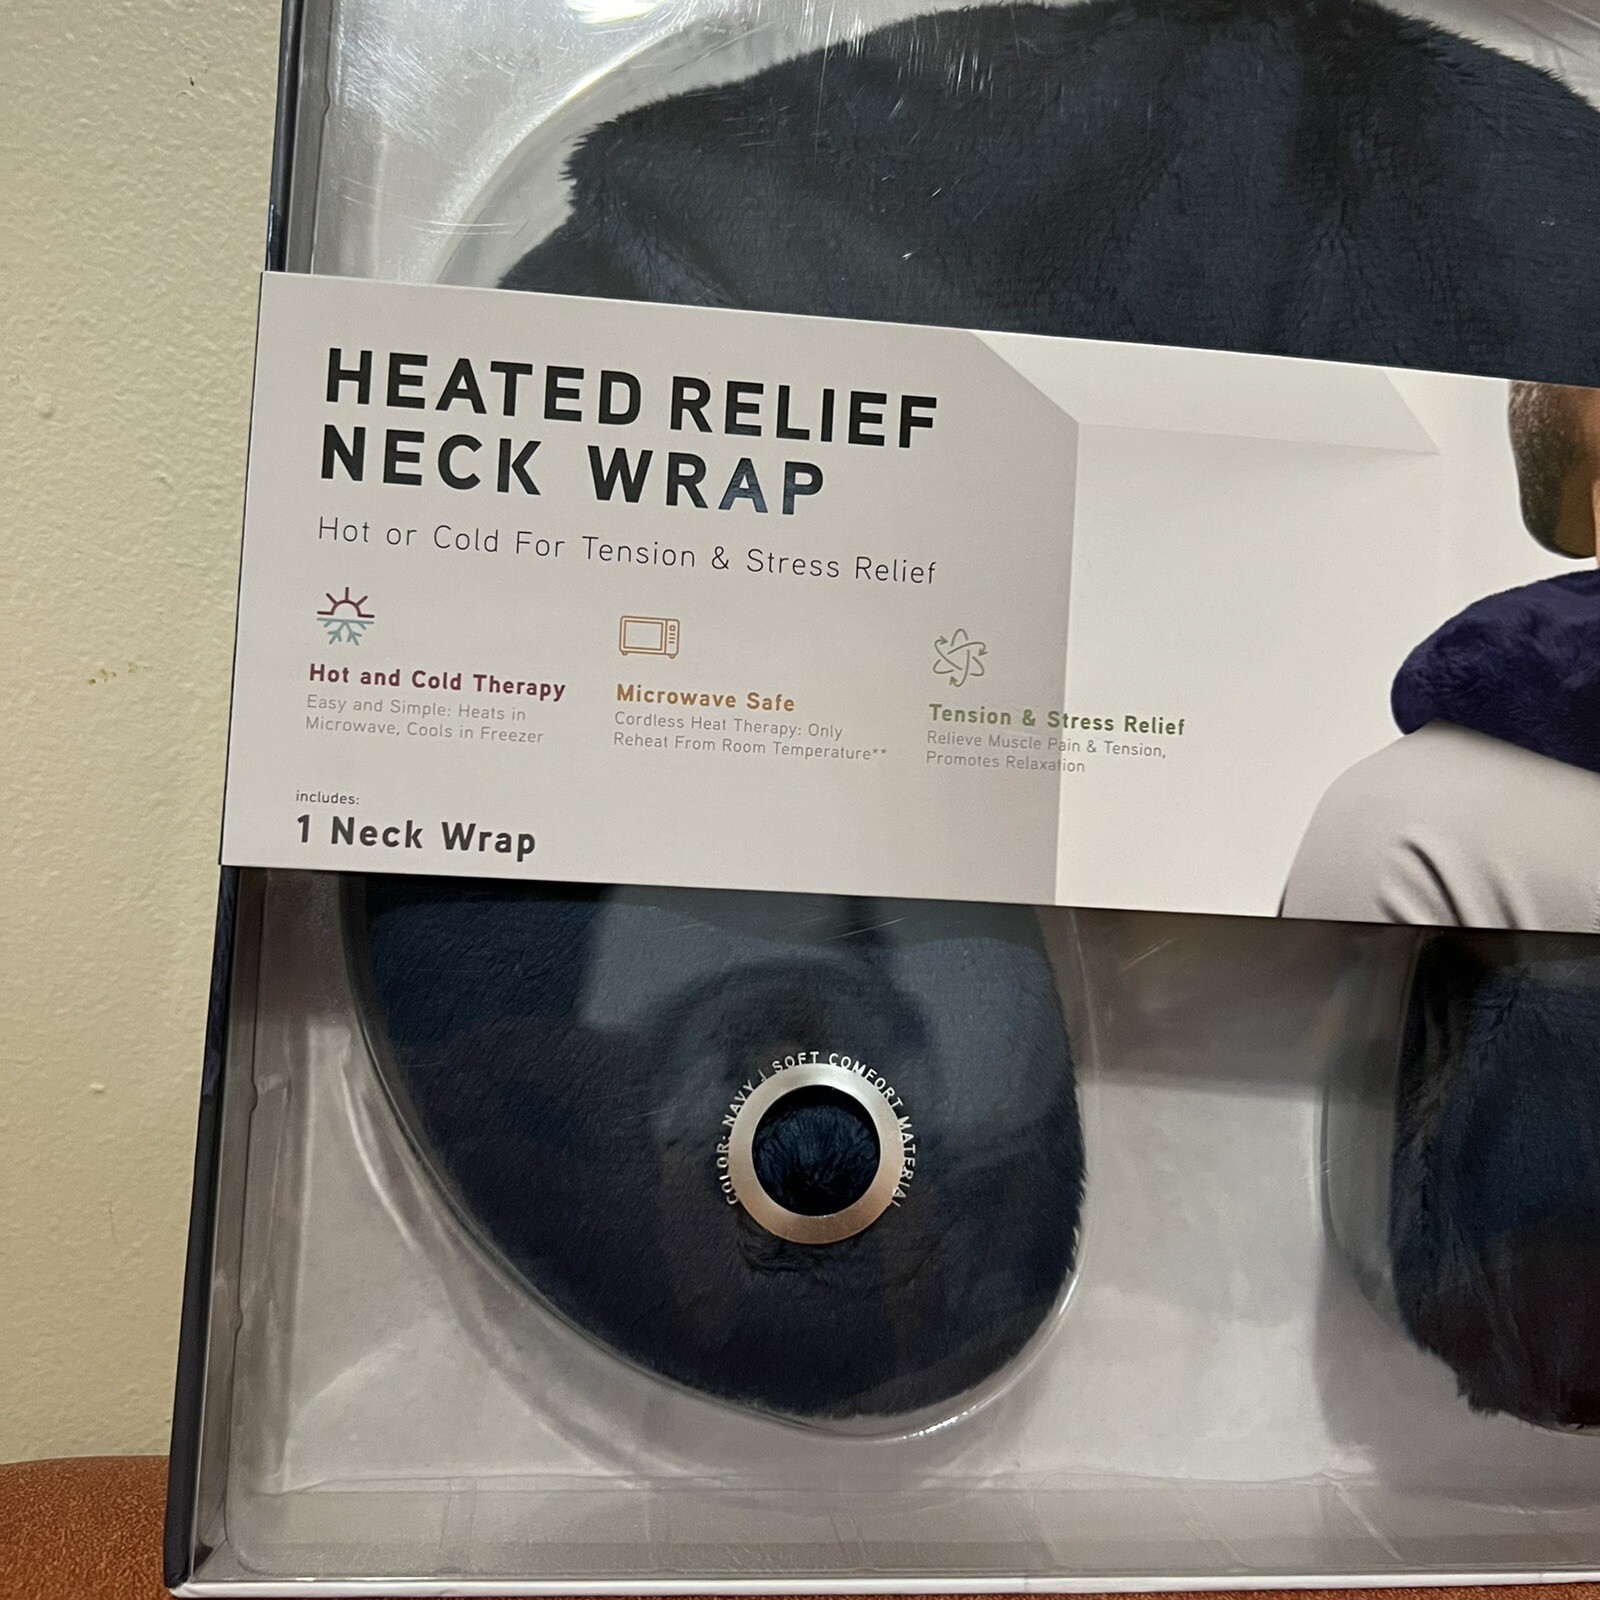 HEATED RELIEF
NECK WRAP
Hot or Cold For Tension & Stress Relief
Hot and Cold Therapy
Easy and Simple: Heats in
Microwave, Cools in Freezer
Microwave Safe
Cordless Heat Therapy: Only
Reheat From Room Temperature**
Tension & Stress Relief
Relieve Muscle Pain & Tension,
Promotes Relaxation
includes:
1 Neck Wrap
COLOR: NAVY | SOFT COMFORT MATERIAL